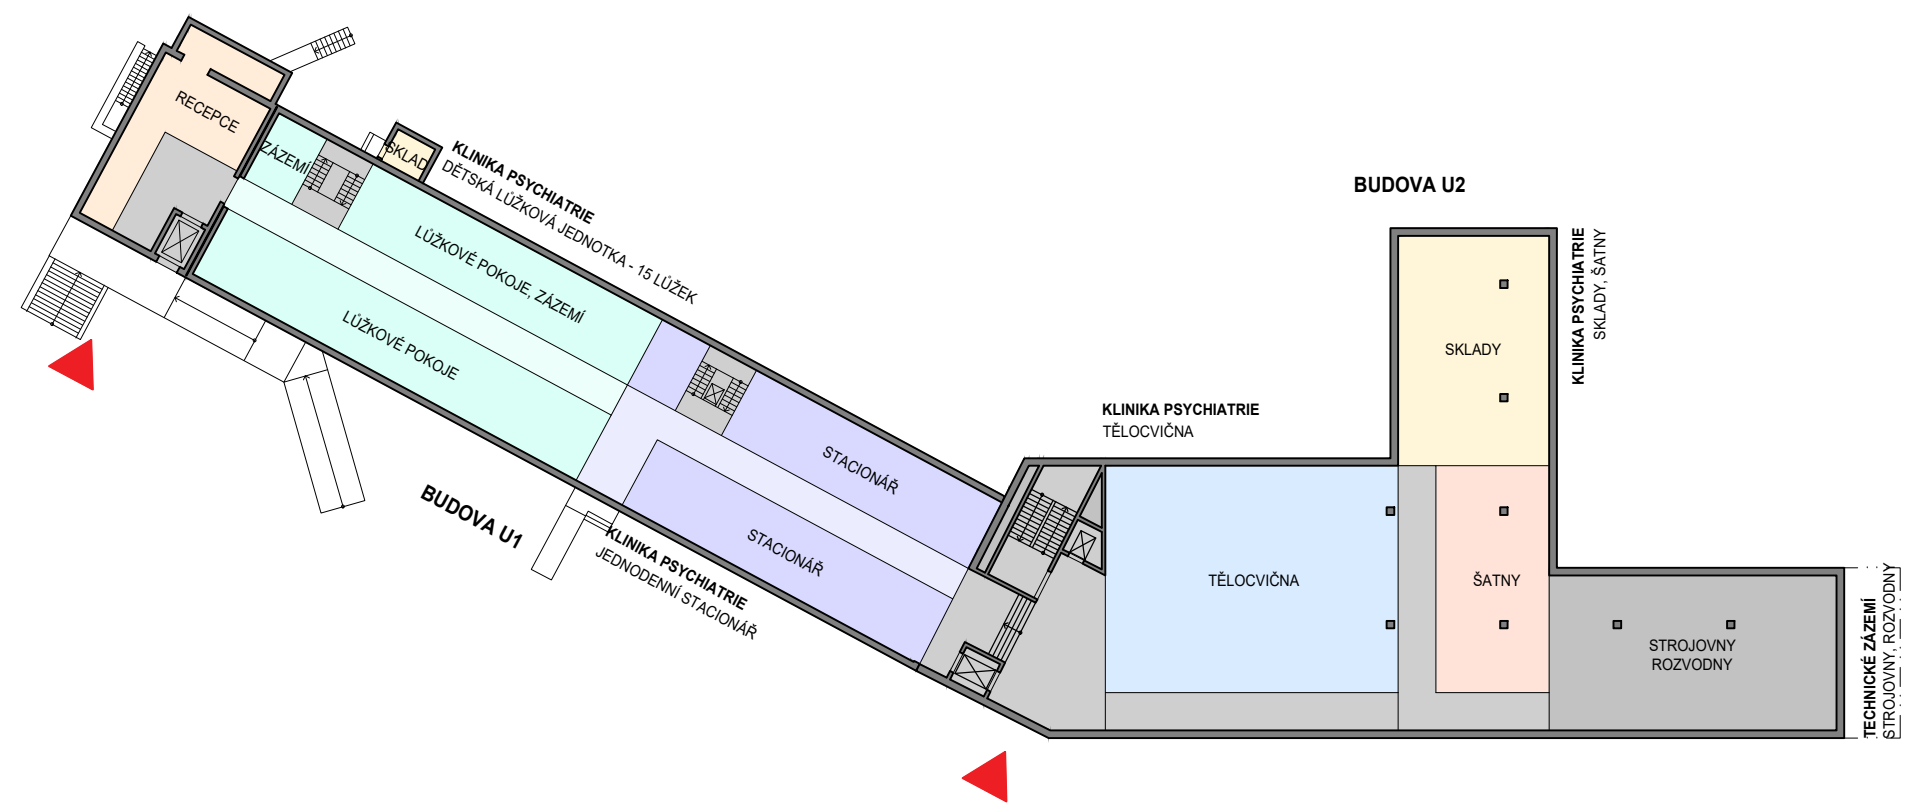 RECEPCE
ZÁZEMÍ
SKLAD
KLINIKA PSYCHIATRIE
DĚTSKÁ LŮŽKOVÁ JEDNOTKA - 15 LŮŽEK
LŮŽKOVÉ POKOJE, ZÁZEMÍ
LŮŽKOVÉ POKOJE
BUDOVA U1
STACIONÁŘ
STACIONÁŘ
KLINIKA PSYCHIATRIE
JEDNODENNÍ STACIONÁŘ
BUDOVA U2
KLINIKA PSYCHIATRIE
TĚLOCVIČNA
KLINIKA PSYCHIATRIE
SKLADY, ŠATNY
SKLADY
TĚLOCVIČNA
ŠATNY
STROJOVNY
ROZVODNY
TECHNICKÉ ZÁZEMÍ
STROJOVNY, ROZVODNY